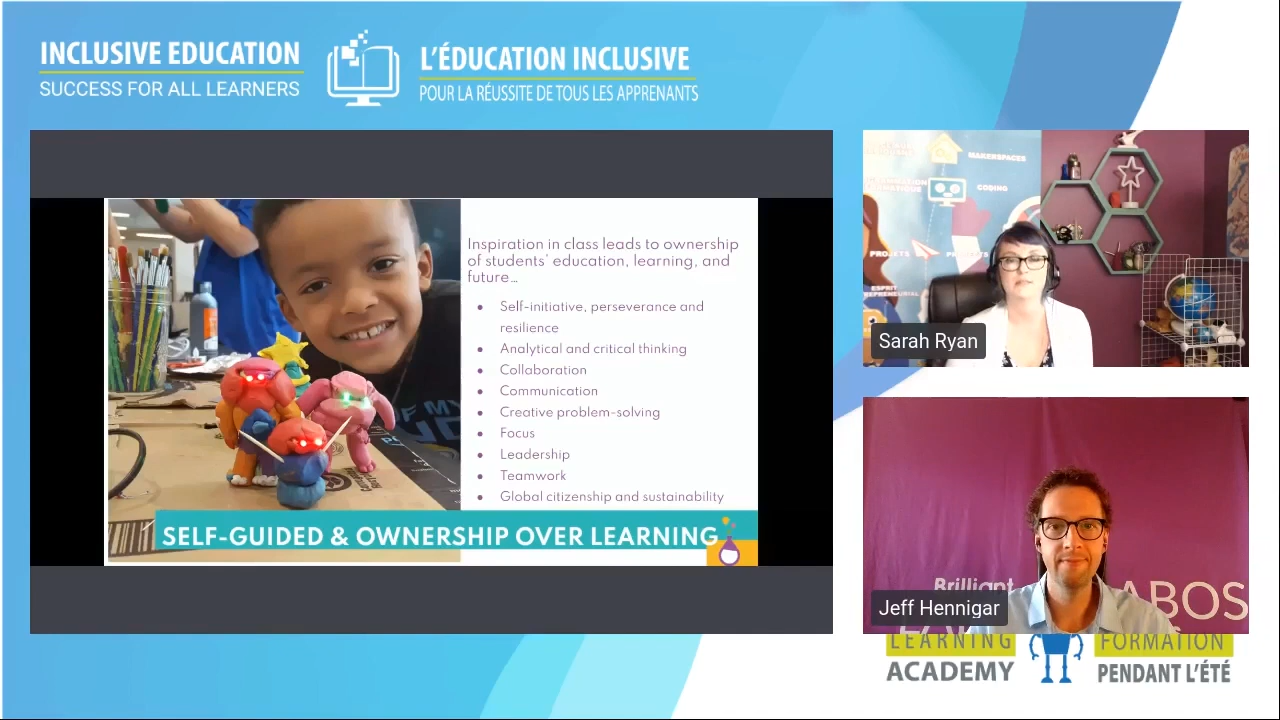 INCLUSIVE EDUCATION
SUCCESS FOR ALL LEARNERS
L'ÉDUCATION INCLUSIVE
POUR LA RÉUSSITE DE TOUS LES APPRENANTS
Inspiration in class leads to ownership
of students' education, learning, and
future...
• Self-initiative, perseverance and
resilience
• Analytical and critical thinking
• Collaboration
• Communication
• Creative problem-solving
• Focus
• Leadership
• Teamwork
• Global citizenship and sustainability
SELF-GUIDED & OWNERSHIP OVER LEARNING
MAKERSPACES
CODING
PROJETS
ESPRIT
Sarah Ryan
Brilliant
LABOS
Jeff Hennigar
LEARNING
ACADEMY
FORMATION
PENDANT L'ÉTÉ